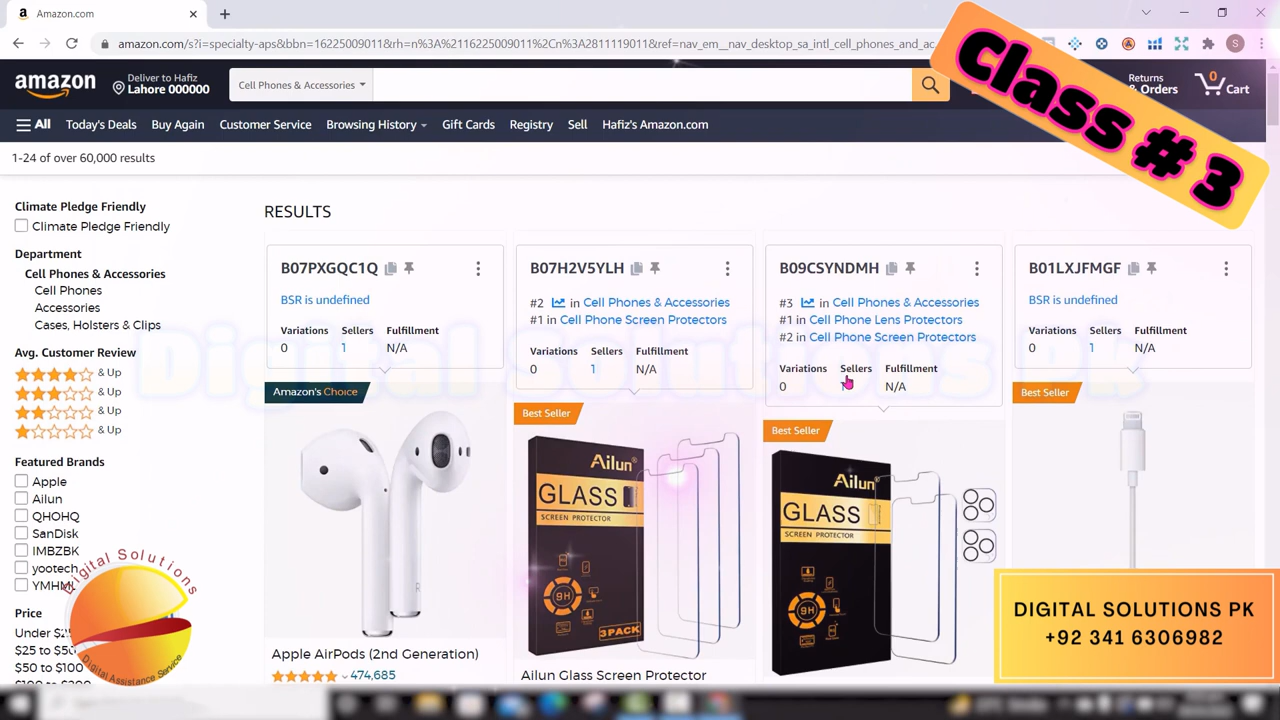 Amazon.com
amazon.com/s?i=specialty-aps&bbn=16225009011&rh=n%3A%2116225009011%2Cn%3A2811119011&ref=nav_em__nav_desktop_sa_intl_cell_phones_and_ac
S
Class # 3
amazon
Deliver to Hafiz
Lahore 000000
Cell Phones & Accessories
Returns
& Orders
0
Cart
All
Today's Deals
Buy Again
Customer Service
Browsing History
Gift Cards
Registry
Sell
Hafiz's Amazon.com
1-24 of over 60,000 results
Climate Pledge Friendly
Climate Pledge Friendly
Department
Cell Phones & Accessories
Cell Phones
Accessories
Cases, Holsters & Clips
Avg. Customer Review
& Up
& Up
& Up
& Up
Featured Brands
Apple
Ailun
QHOHQ
SanDisk
IMBZBK
yootech
Price
$25 to
$50 to $100
RESULTS
B07PXGQC1Q
BSR is undefined
Variations Sellers Fulfillment
0 1 N/A
Amazon's Choice
Apple AirPods (2nd Generation)
474,685
B07H2V5YLH
#2 in Cell Phones & Accessories
#1 in Cell Phone Screen Protectors
Variations Sellers Fulfillment
0 1 N/A
Best Seller
Ailun®
GLASS
SCREEN PROTECTOR
9H
3PACK
Ailun Glass Screen Protector
B09CSYNDMH
#3 in Cell Phones & Accessories
#1 in Cell Phone Lens Protectors
#2 in Cell Phone Screen Protectors
Variations Sellers Fulfillment
0 N/A
Best Seller
Ailun®
GLASS
SCREEN PROTECTOR
9H
B01LXJFMGF
BSR is undefined
Variations Sellers Fulfillment
0 1 N/A
Best Seller
Digital Solutions Pk
Digital Solutions
Digital Assistance Service
DIGITAL SOLUTIONS PK
+92 341 6306982